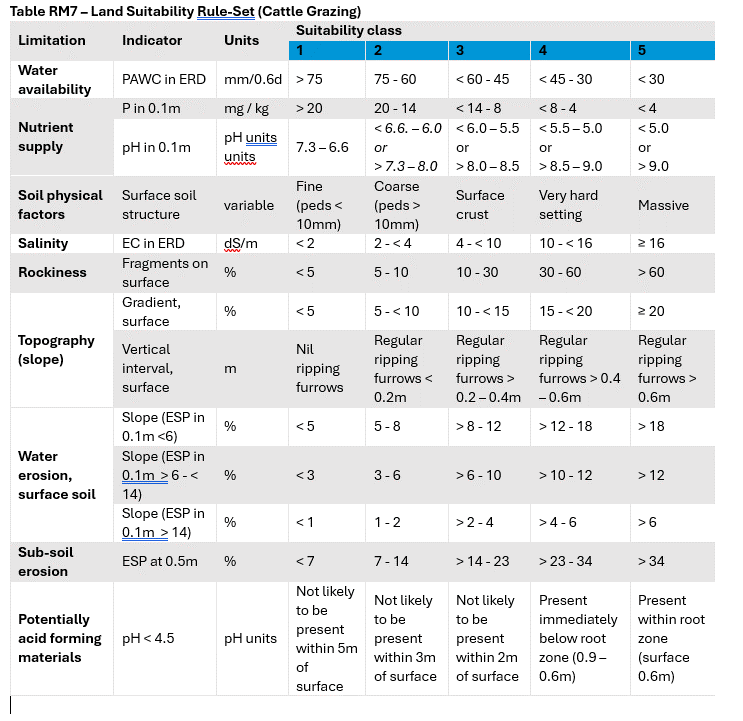 Table RM7 – Land Suitability Rule-Set (Cattle Grazing)
Limitation Indicator Units Suitability class
1 2 3 4 5
Water availability PAWC in ERD mm/0.6d > 75 75 - 60 < 60 - 45 < 45 - 30 < 30
Nutrient supply P in 0.1m mg / kg > 20 20 - 14 < 14 - 8 < 8 - 4 < 4
pH in 0.1m pH units units 7.3 – 6.6 < 6.6. – 6.0 or > 7.3 – 8.0 < 6.0 – 5.5 or > 8.0 – 8.5 < 5.5 – 5.0 or > 8.5 – 9.0 < 5.0 or > 9.0
Soil physical factors Surface soil structure variable Fine (peds < 10mm) Coarse (peds > 10mm) Surface crust Very hard setting Massive
Salinity EC in ERD dS/m < 2 2 - < 4 4 - < 10 10 - < 16 ≥ 16
Rockiness Fragments on surface % < 5 5 - 10 10 - 30 30 - 60 > 60
Topography (slope) Gradient, surface % < 5 5 - < 10 10 - < 15 15 - < 20 ≥ 20
Vertical interval, surface m Nil ripping furrows Regular ripping furrows < 0.2m Regular ripping furrows > 0.2 – 0.4m Regular ripping furrows > 0.4 – 0.6m Regular ripping furrows > 0.6m
Water erosion, surface soil Slope (ESP in 0.1m <6) % < 5 5 - 8 > 8 - 12 > 12 - 18 > 18
Slope (ESP in 0.1m > 6 - < 14) % < 3 3 - 6 > 6 - 10 > 10 - 12 > 12
Slope (ESP in 0.1m > 14) % < 1 1 - 2 > 2 - 4 > 4 - 6 > 6
Sub-soil erosion ESP at 0.5m % < 7 7 - 14 > 14 - 23 > 23 - 34 > 34
Potentially acid forming materials pH < 4.5 pH units Not likely to be present within 5m of surface Not likely to be present within 3m of surface Not likely to be present within 2m of surface Present immediately below root zone (0.9 – 0.6m) Present within root zone (surface 0.6m)